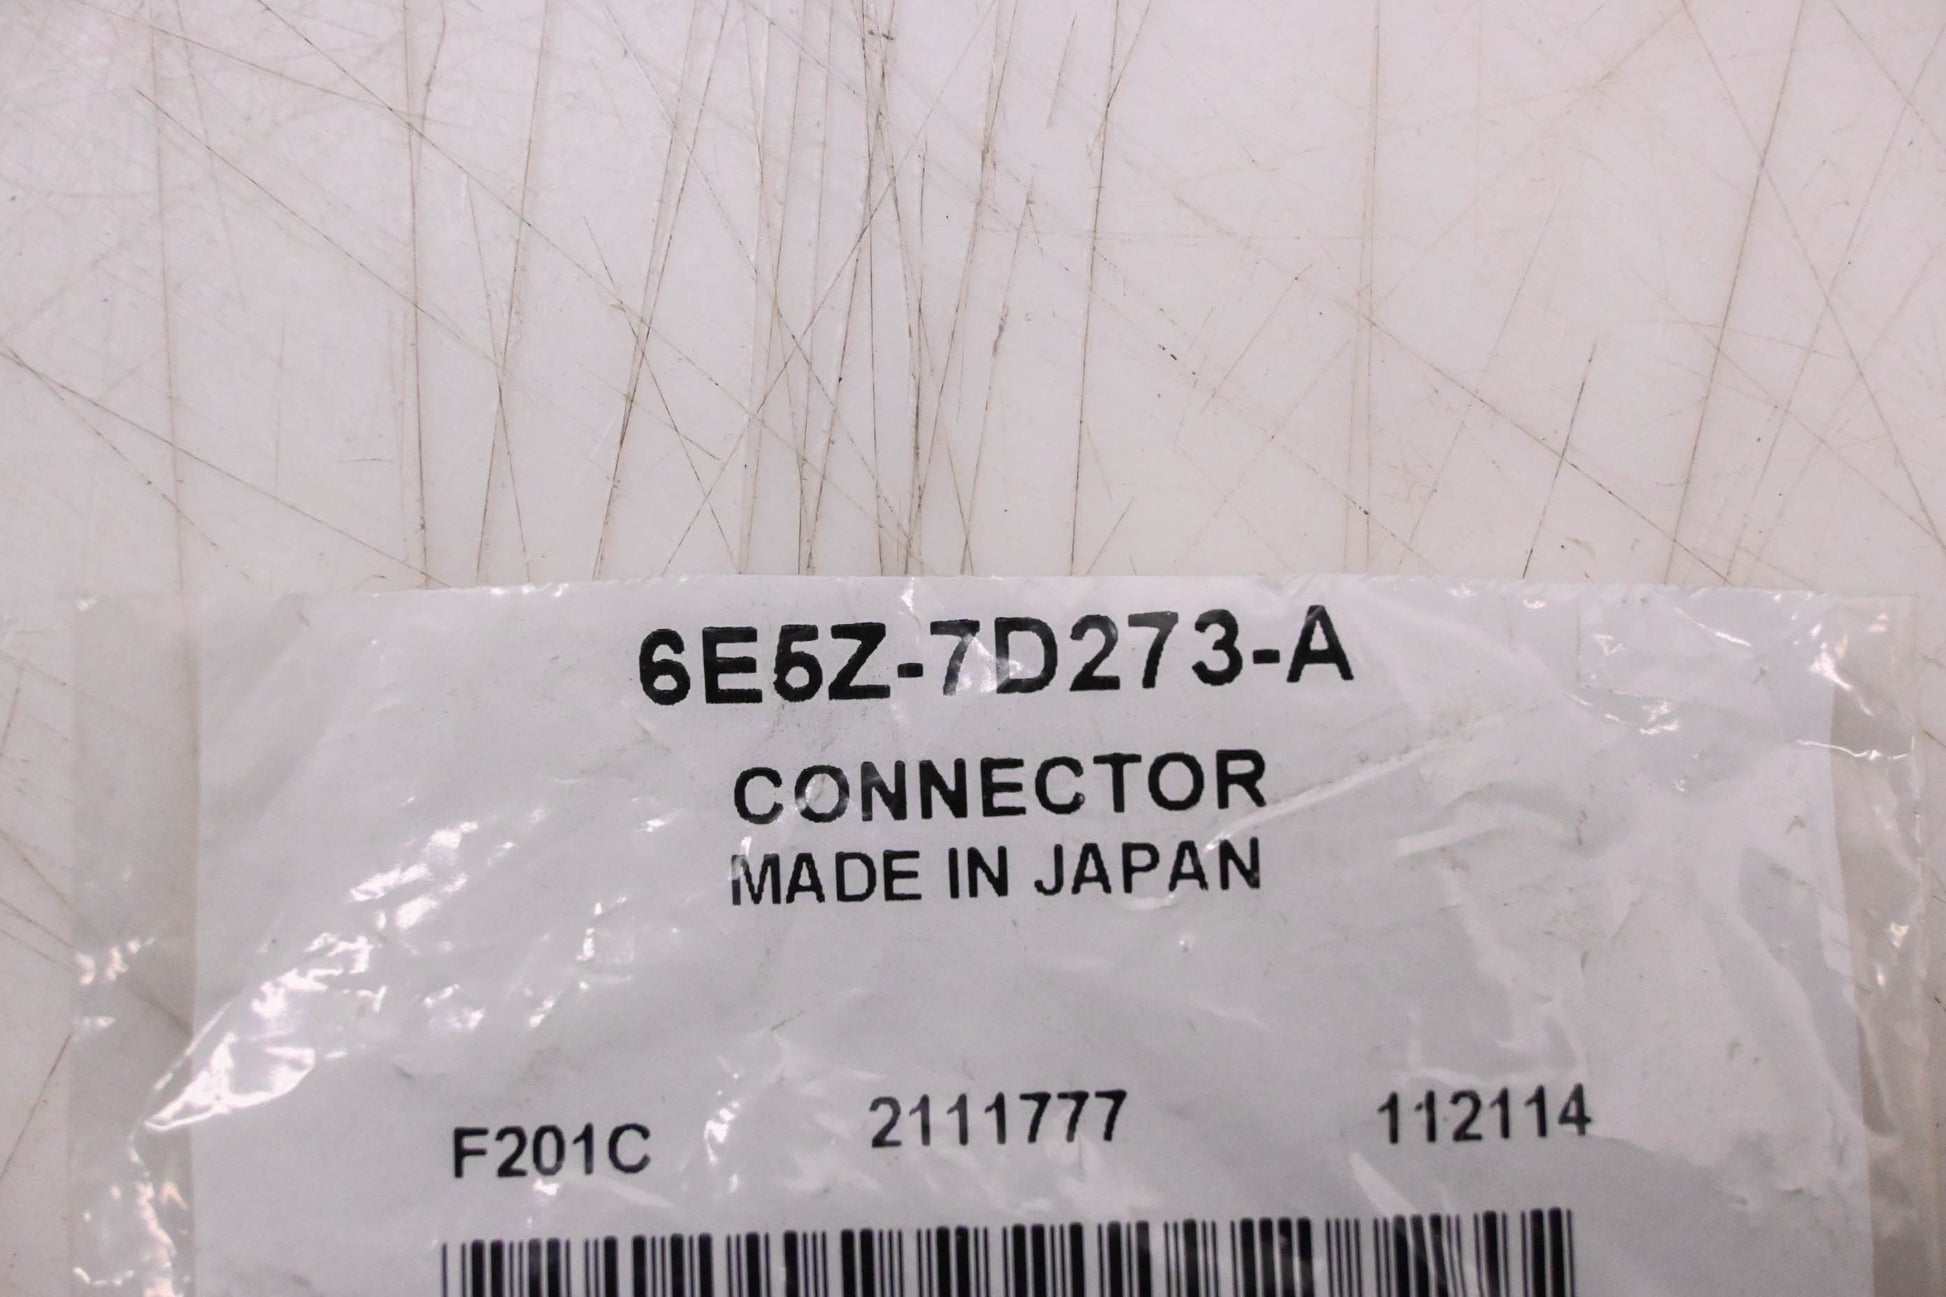 6E5Z-7D273-A
CONNECTOR
MADE IN JAPAN
F201C 2111777 112114